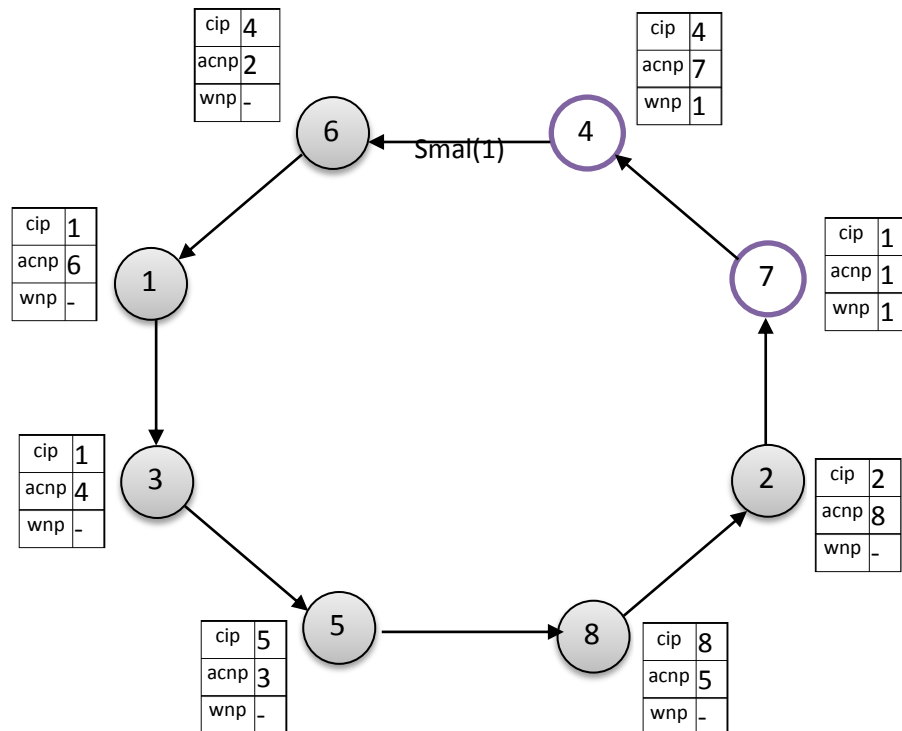 cip 4
acnp 2
wnp -
cip 4
acnp 7
wnp 1
6
Smal(1)
4
cip 1
acnp 6
wnp -
1
7
cip 1
acnp 1
wnp 1
cip 1
acnp 4
wnp -
3
2
cip 2
acnp 8
wnp -
cip 5
acnp 3
wnp -
5
8
cip 8
acnp 5
wnp -